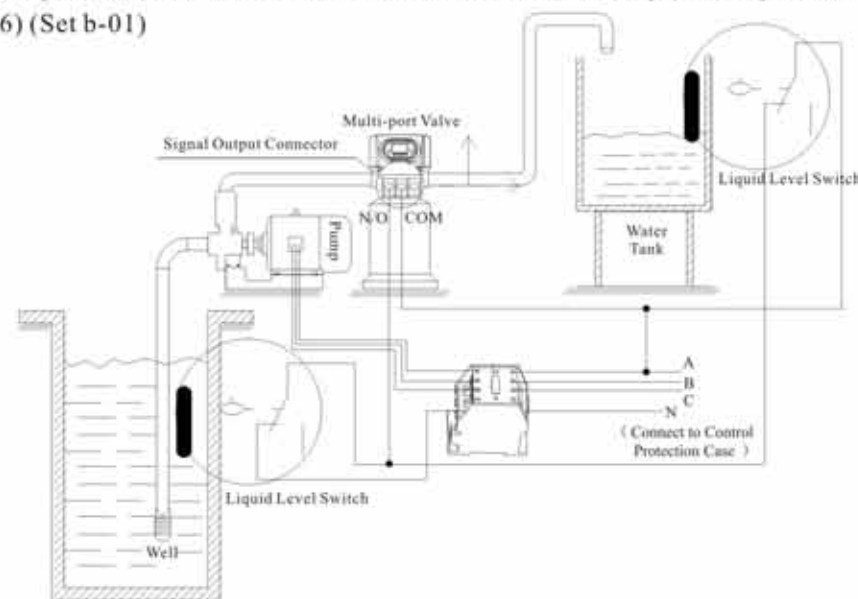 6) (Set b-01)
Multi-port Valve
Signal Output Connector
Liquid Level Switch
N/O COM
Pump
Water
Tank
A
B
C
N
( Connect to Control
Protection Case )
Liquid Level Switch
Well